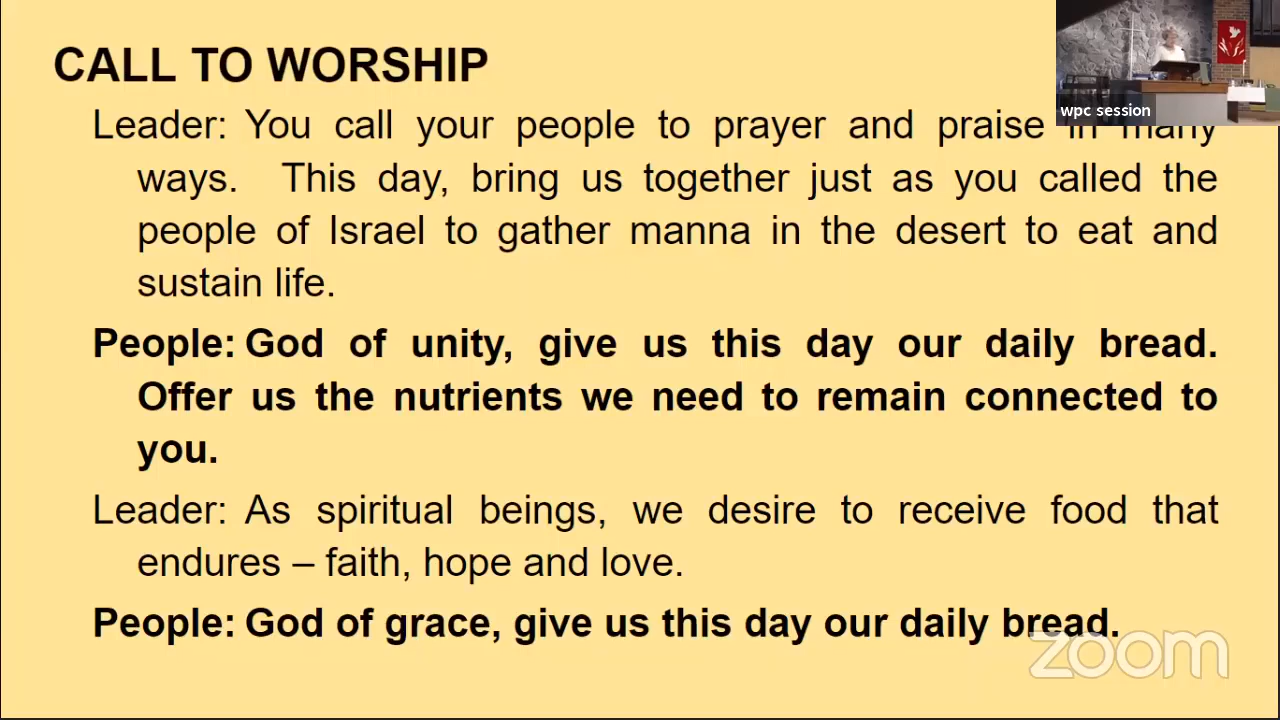 CALL TO WORSHIP
wpc session
Leader: You call your people to prayer and praise in many
ways. This day, bring us together just as you called the
people of Israel to gather manna in the desert to eat and
sustain life.
People: God of unity, give us this day our daily bread.
Offer us the nutrients we need to remain connected to
you.
Leader: As spiritual beings, we desire to receive food that
endures – faith, hope and love.
People: God of grace, give us this day our daily bread.
zoom